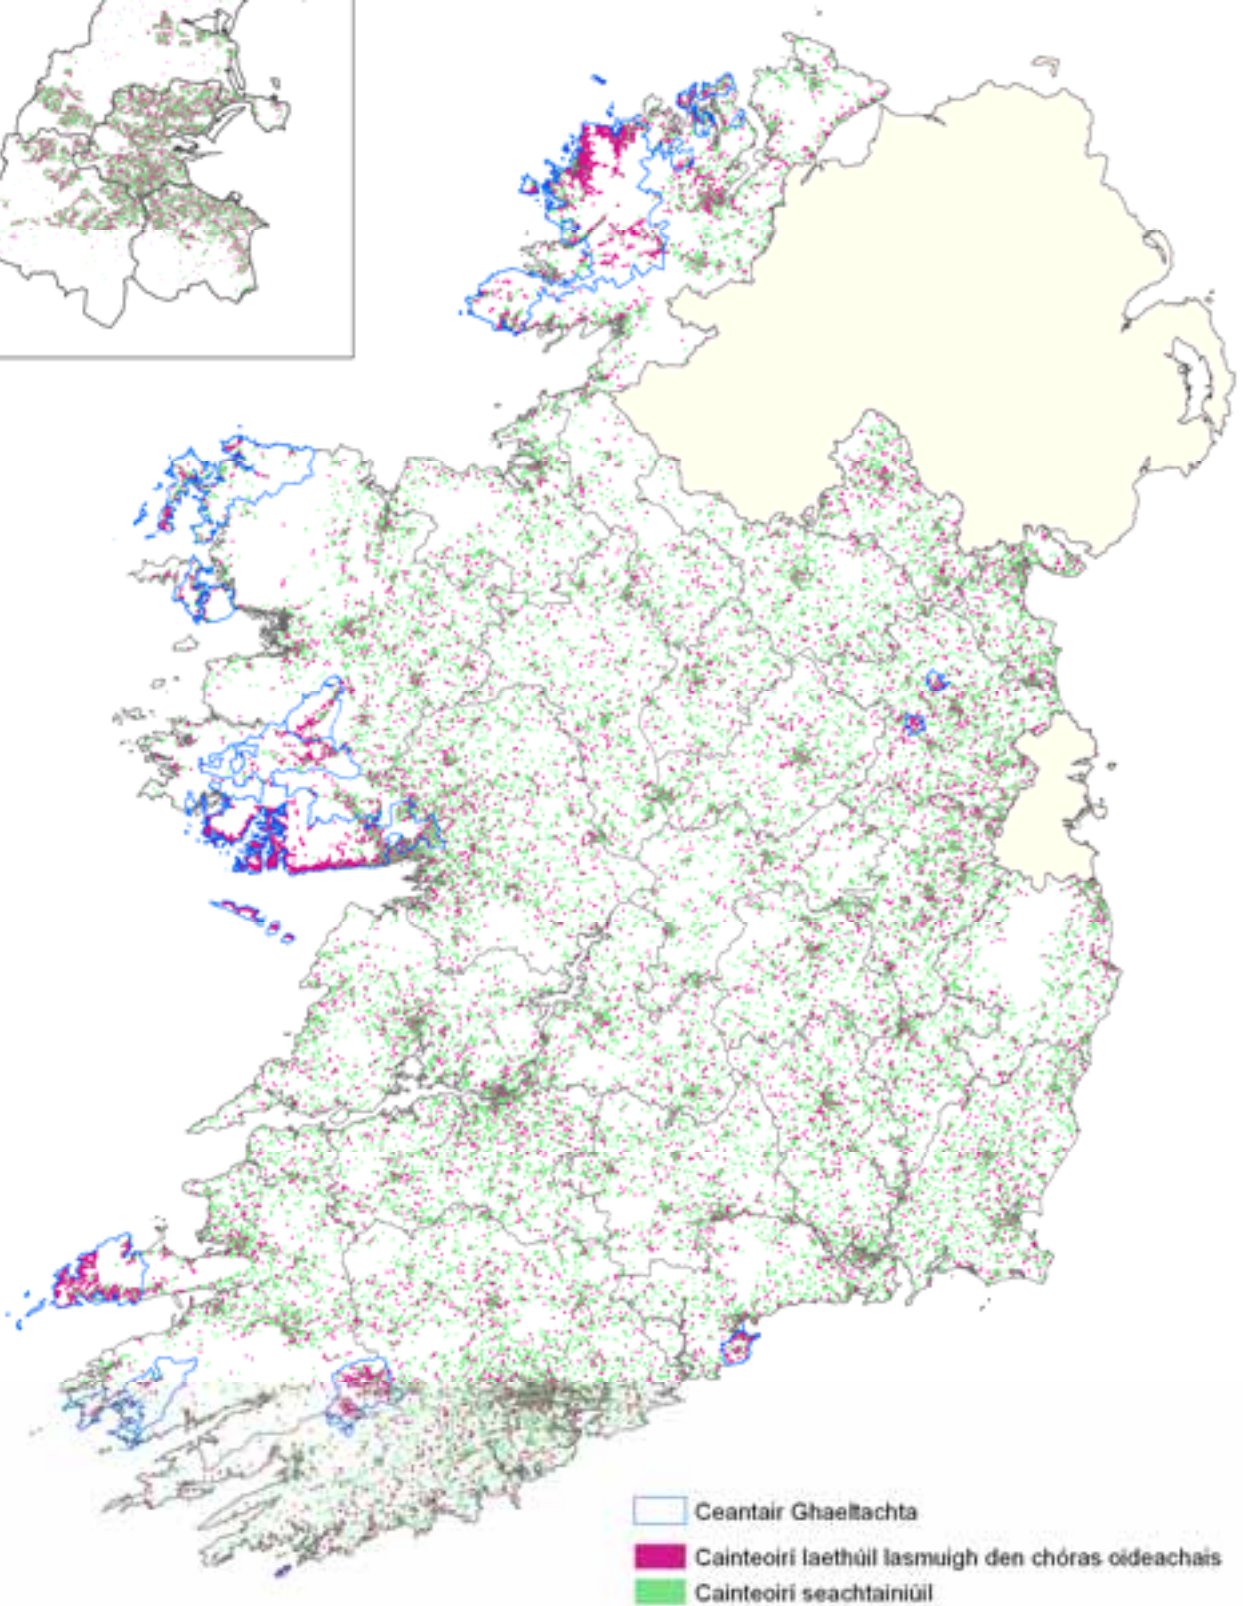 Ceantair Ghaeltachta
Cainteoirí laethúil lasmuigh den chóras oideachais
Cainteoirí seachtainiúil